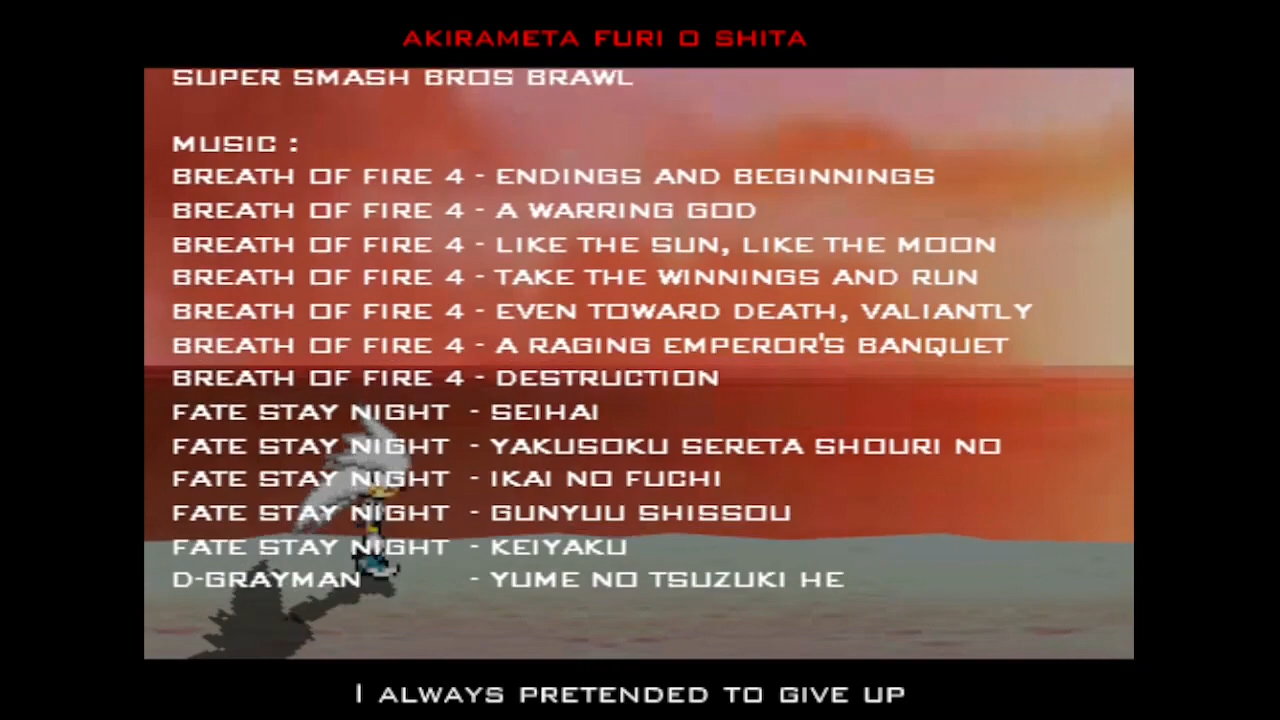 AKIRAMETA FURI O SHITA
SUPER SMASH BROS BRAWL
MUSIC :
BREATH OF FIRE 4 - ENDINGS AND BEGINNINGS
BREATH OF FIRE 4 - A WARRING GOD
BREATH OF FIRE 4 - LIKE THE SUN, LIKE THE MOON
BREATH OF FIRE 4 - TAKE THE WINNINGS AND RUN
BREATH OF FIRE 4 - EVEN TOWARD DEATH, VALIANTLY
BREATH OF FIRE 4 - A RAGING EMPEROR'S BANQUET
BREATH OF FIRE 4 - DESTRUCTION
FATE STAY NIGHT - SEIHAI
FATE STAY NIGHT - YAKUSOKU SERETA SHOURI NO
FATE STAY NIGHT - IKAI NO FUCHI
FATE STAY NIGHT - GUNYUU SHISSOU
FATE STAY NIGHT - KEIYAKU
D-GRAYMAN - YUME NO TSUZUKI HE
I ALWAYS PRETENDED TO GIVE UP